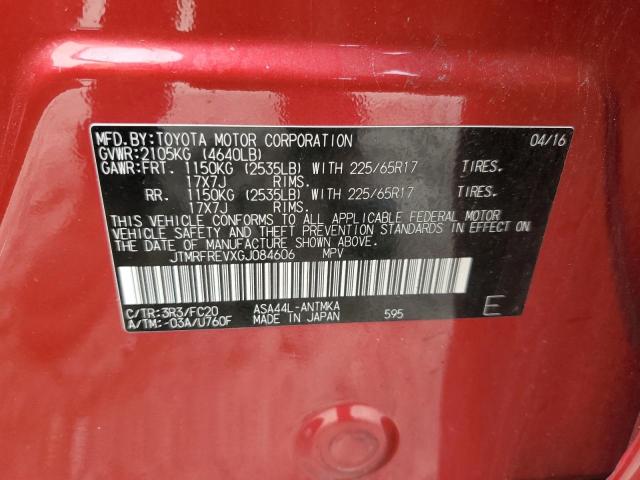 MFD.BY:TOYOTA MOTOR CORPORATION 04/16
GVWR:2105KG (4640LB)
GAWR:FRT. 1150KG (2535LB) WITH 225/65R17 TIRES.
17X7J RIMS.
RR. 1150KG (2535LB) WITH 225/65R17 TIRES.
17X7J RIMS.
THIS VEHICLE CONFORMS TO ALL APPLICABLE FEDERAL MOTOR
VEHICLE SAFETY AND THEFT PREVENTION STANDARDS IN EFFECT ON
THE DATE OF MANUFACTURE SHOWN ABOVE.
JTMRFREVXGJ084606 MPV
C/TR:3R3/FC20 ASA44L-ANTMKA
A/TM:-03A/U760F MADE IN JAPAN 595 E